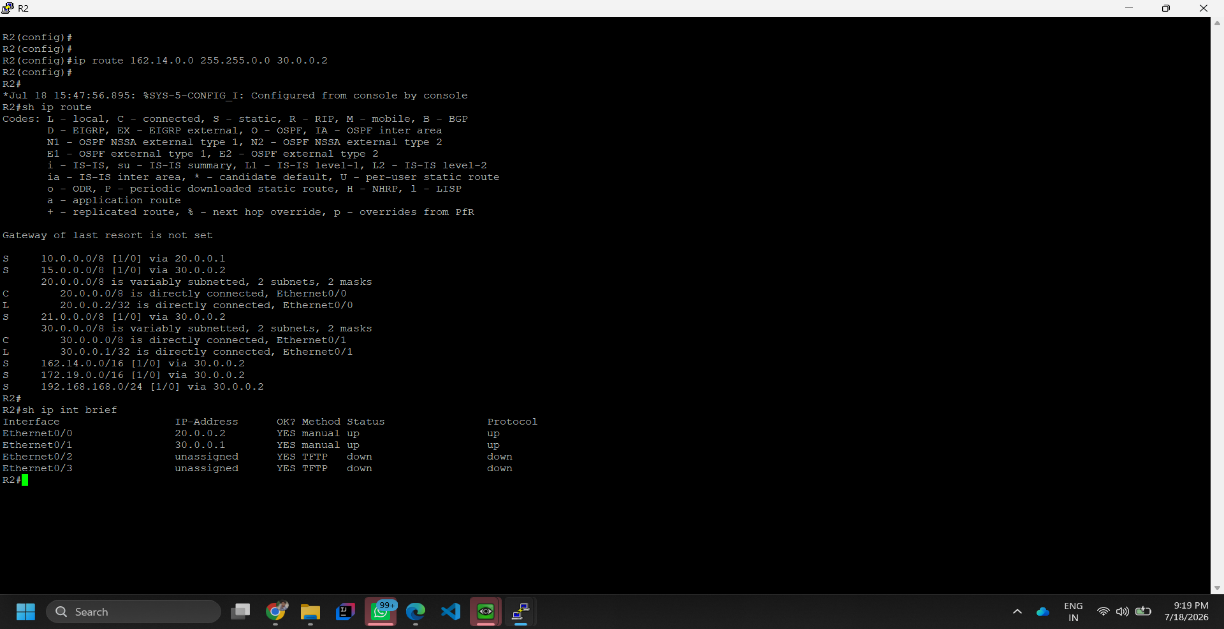 R2
R2(config)#
R2(config)#
R2(config)#ip route 162.14.0.0 255.255.0.0 30.0.0.2
R2(config)#
R2#
*Jul 18 15:47:56.895: %SYS-5-CONFIG_I: Configured from console by console
R2#sh ip route
Codes: L - local, C - connected, S - static, R - RIP, M - mobile, B - BGP
       D - EIGRP, EX - EIGRP external, O - OSPF, IA - OSPF inter area
       N1 - OSPF NSSA external type 1, N2 - OSPF NSSA external type 2
       E1 - OSPF external type 1, E2 - OSPF external type 2
       i - IS-IS, su - IS-IS summary, L1 - IS-IS level-1, L2 - IS-IS level-2
       ia - IS-IS inter area, * - candidate default, U - per-user static route
       o - ODR, P - periodic downloaded static route, H - NHRP, l - LISP
       a - application route
       + - replicated route, % - next hop override, p - overrides from PfR
Gateway of last resort is not set
S     10.0.0.0/8 [1/0] via 20.0.0.1
S     15.0.0.0/8 [1/0] via 30.0.0.2
      20.0.0.0/8 is variably subnetted, 2 subnets, 2 masks
C        20.0.0.0/8 is directly connected, Ethernet0/0
L        20.0.0.2/32 is directly connected, Ethernet0/0
S     21.0.0.0/8 [1/0] via 30.0.0.2
      30.0.0.0/8 is variably subnetted, 2 subnets, 2 masks
C        30.0.0.0/8 is directly connected, Ethernet0/1
L        30.0.0.1/32 is directly connected, Ethernet0/1
S     162.14.0.0/16 [1/0] via 30.0.0.2
S     172.19.0.0/16 [1/0] via 30.0.0.2
S     192.168.168.0/24 [1/0] via 30.0.0.2
R2#
R2#sh ip int brief
Interface                  IP-Address      OK? Method Status                Protocol
Ethernet0/0                20.0.0.2        YES manual up                    up
Ethernet0/1                30.0.0.1        YES manual up                    up
Ethernet0/2                unassigned      YES TFTP   down                  down
Ethernet0/3                unassigned      YES TFTP   down                  down
R2#
Search
99+
ENG
IN
9:19 PM
7/18/2026